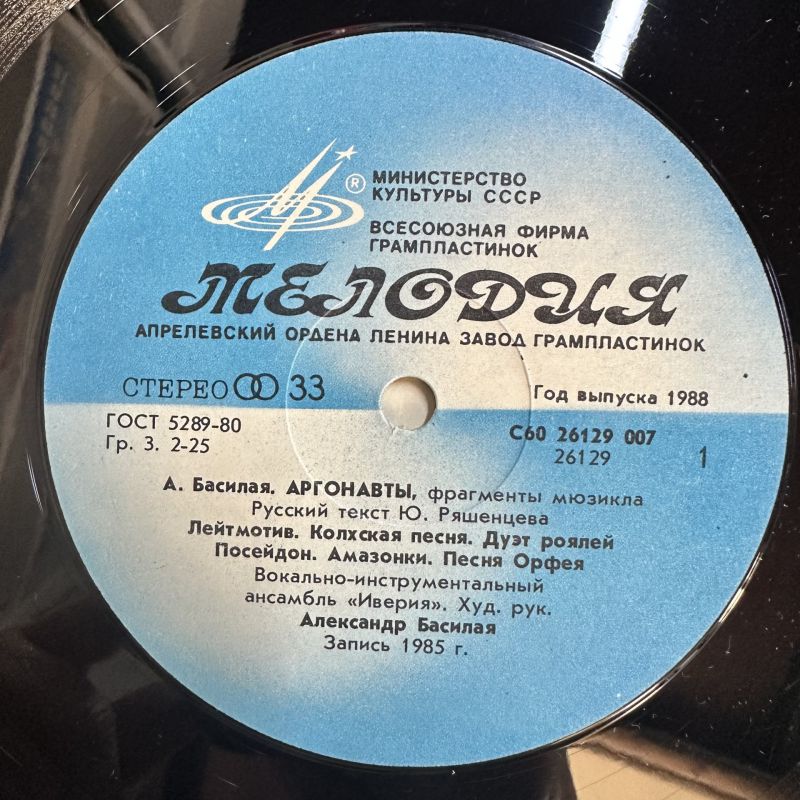 ® МИНИСТЕРСТВО
КУЛЬТУРЫ СССР
ВСЕСОЮЗНАЯ ФИРМА
ГРАМПЛАСТИНОК
МЕЛОДИЯ
АПРЕЛЕВСКИЙ ОРДЕНА ЛЕНИНА ЗАВОД ГРАМПЛАСТИНОК
СТЕРЕО 33
Год выпуска 1988
ГОСТ 5289-80
Гр. 3. 2-25
С60 26129 007
26129 1
А. Басилая. АРГОНАВТЫ, фрагменты мюзикла
Русский текст Ю. Ряшенцева
Лейтмотив. Колхская песня. Дуэт роялей
Посейдон. Амазонки. Песня Орфея
Вокально-инструментальный
ансамбль «Иверия». Худ. рук.
Александр Басилая
Запись 1985 г.